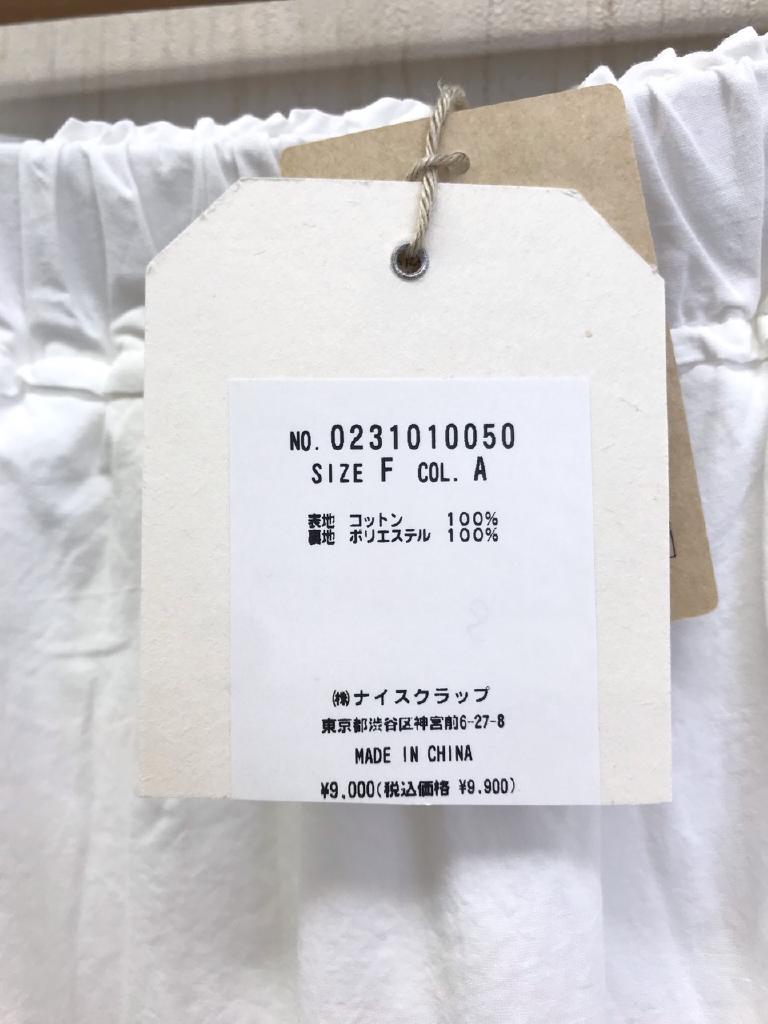 NO. 0231010050
SIZE F COL. A
表地 コットン 100%
裏地 ポリエステル 100%
㈱ナイスクラップ
東京都渋谷区神宮前6-27-8
MADE IN CHINA
¥9,000(税込価格 ¥9,900)